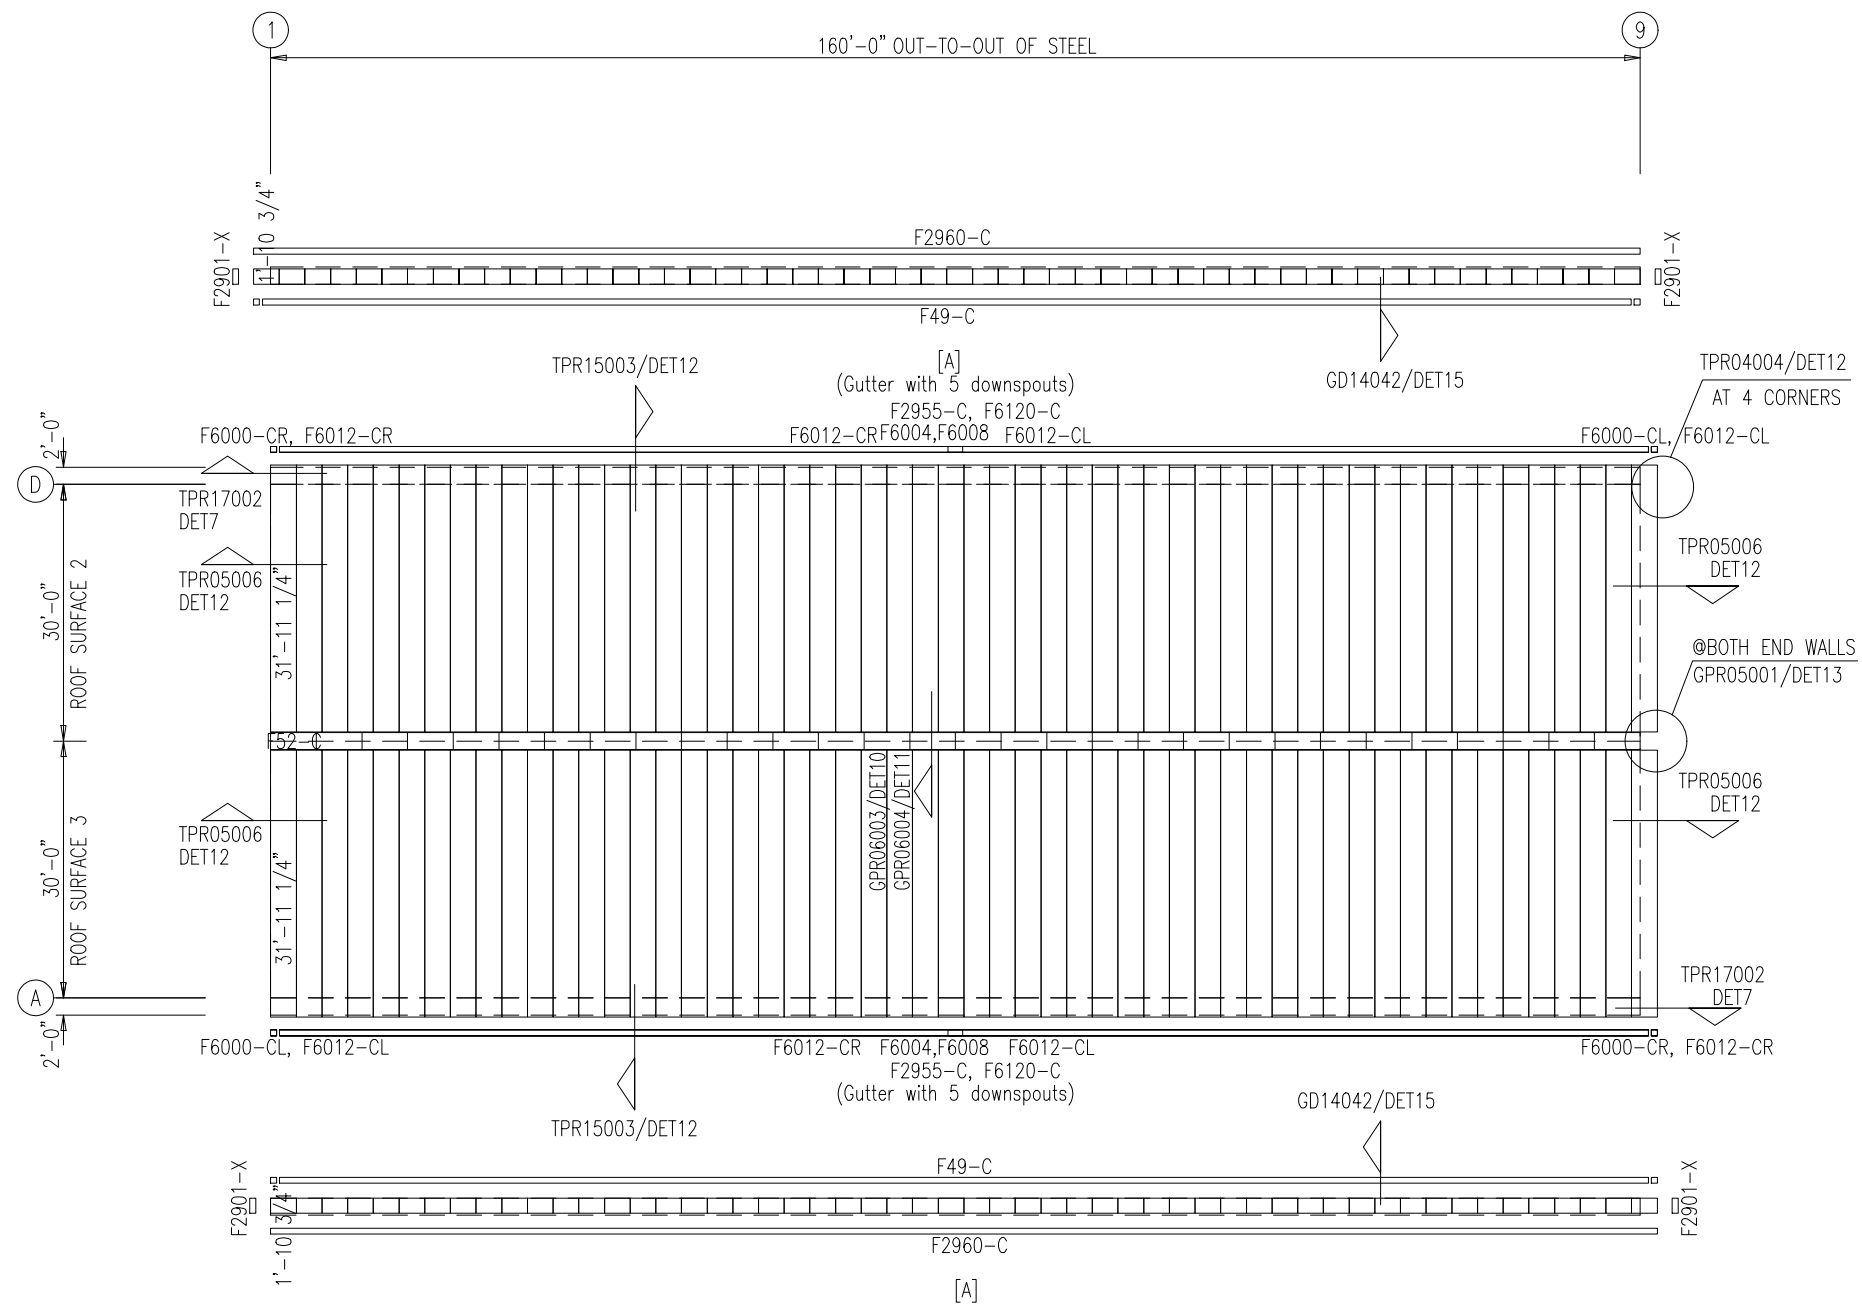 1
9
160'-0" OUT-TO-OUT OF STEEL
1'-10 3/4"
F2901-X
F2960-C
F2901-X
F49-C
[A]
(Gutter with 5 downspouts)
F2955-C, F6120-C
TPR15003/DET12
GD14042/DET15
TPR04004/DET12
AT 4 CORNERS
F6000-CR, F6012-CR
F6012-CR
F6004,F6008
F6012-CL
F6000-CL, F6012-CL
2'-0"
D
TPR17002
DET7
TPR05006
DET12
TPR05006
DET12
30'-0"
ROOF SURFACE 2
31'-11 1/4"
@BOTH END WALLS
GPR05001/DET13
F52-C
GPR06003/DET10
GPR06004/DET11
TPR05006
DET12
TPR05006
DET12
30'-0"
ROOF SURFACE 3
31'-11 1/4"
TPR17002
DET7
A
2'-0"
F6000-CL, F6012-CL
F6012-CR
F6004,F6008
F6012-CL
F6000-CR, F6012-CR
F2955-C, F6120-C
(Gutter with 5 downspouts)
TPR15003/DET12
GD14042/DET15
F2901-X
F49-C
F2901-X
1'-10 3/4"
F2960-C
[A]